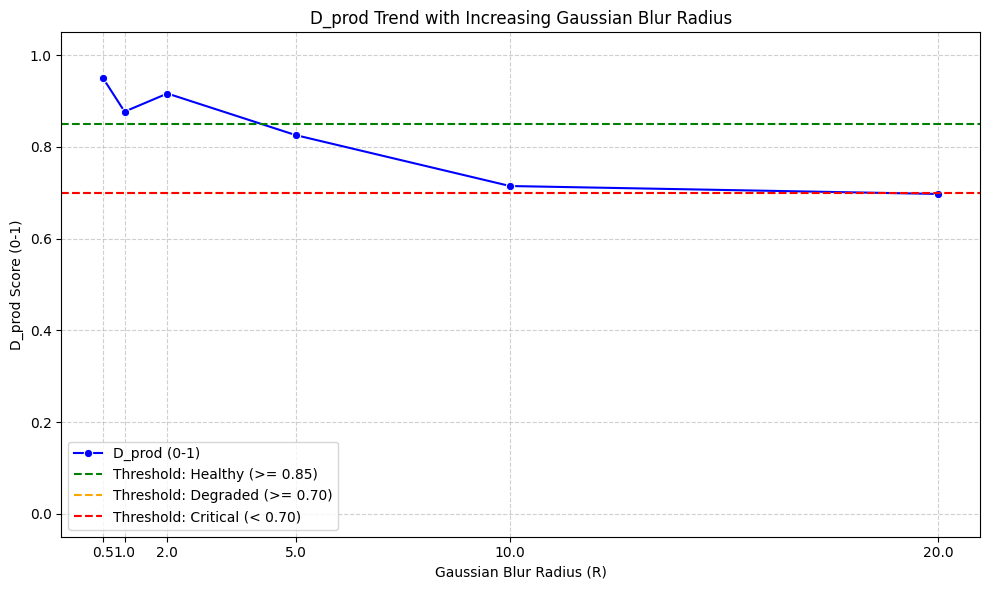 D_prod Trend with Increasing Gaussian Blur Radius
D_prod Score (0-1)
1.0
0.8
0.6
0.4
0.2
0.0
D_prod (0-1)
Threshold: Healthy (>= 0.85)
Threshold: Degraded (>= 0.70)
Threshold: Critical (< 0.70)
0.5 1.0 2.0 5.0 10.0 20.0
Gaussian Blur Radius (R)